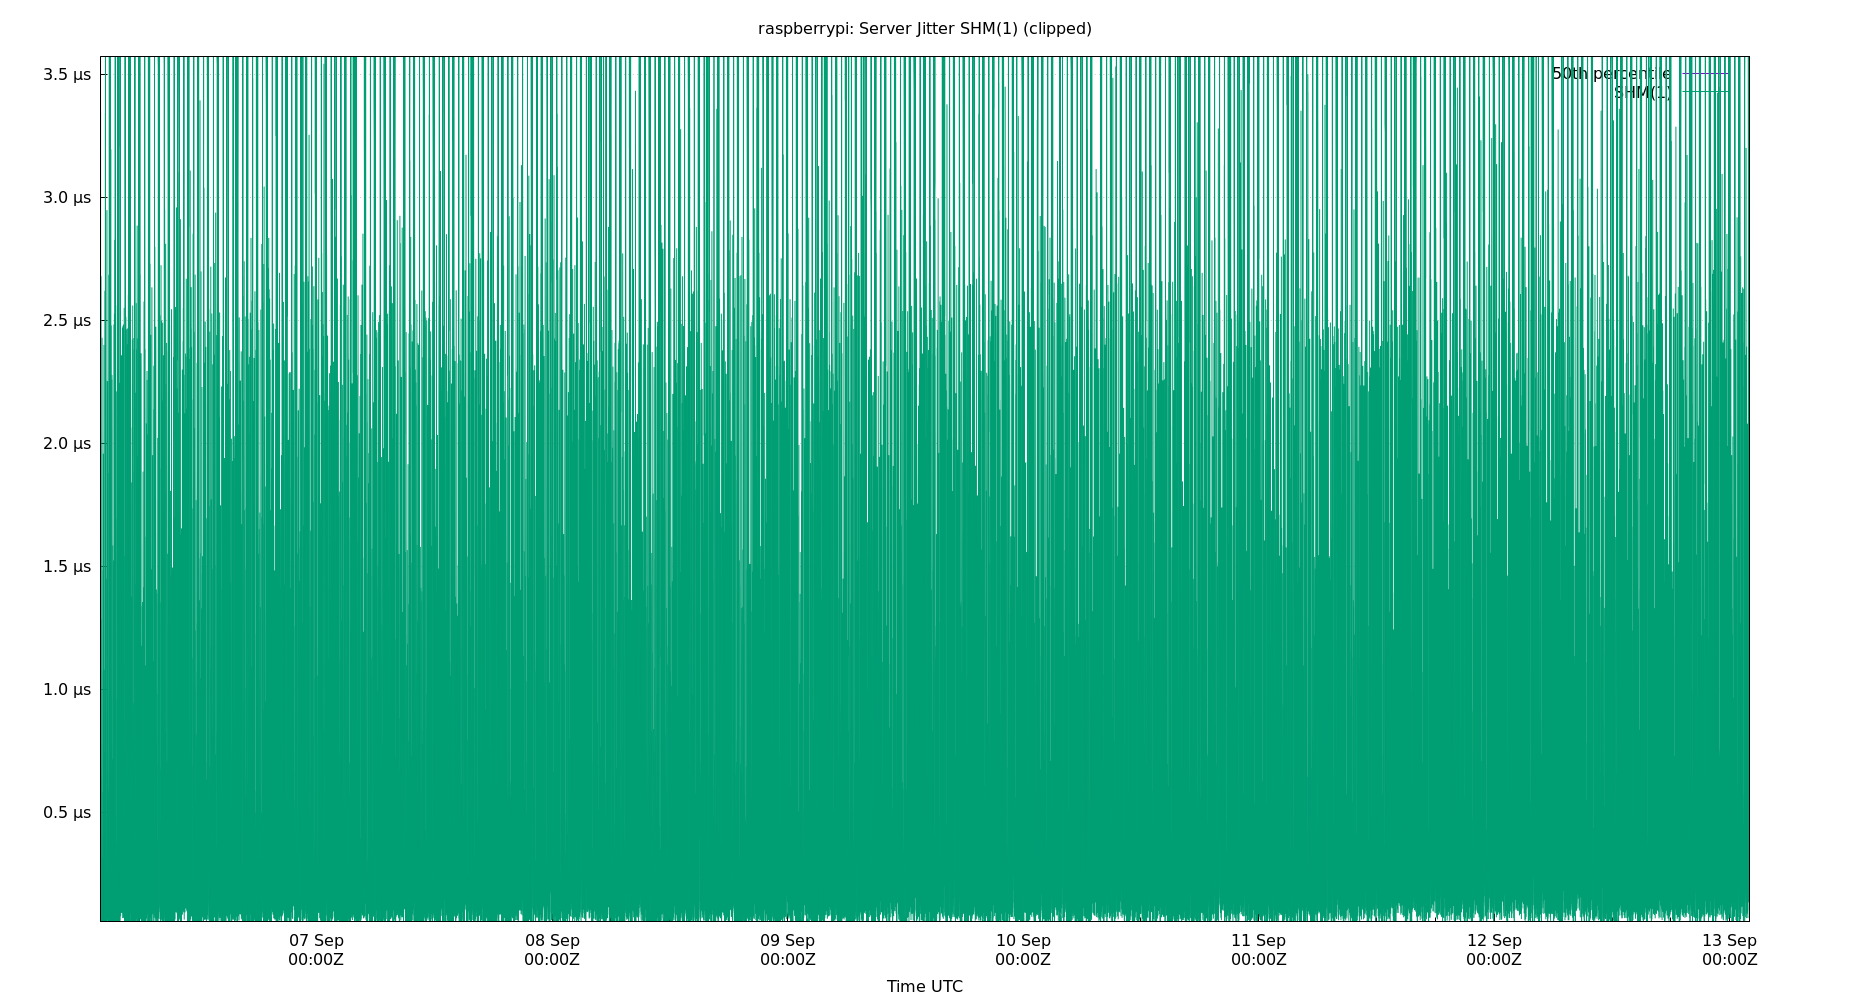 raspberrypi: Server Jitter SHM(1) (clipped)
3.5 µs
50th percentile
SHM(1)
3.0 µs
2.5 µs
2.0 µs
1.5 µs
1.0 µs
0.5 µs
07 Sep 08 Sep 09 Sep 10 Sep 11 Sep 12 Sep 13 Sep
00:00Z 00:00Z 00:00Z 00:00Z 00:00Z 00:00Z 00:00Z
Time UTC